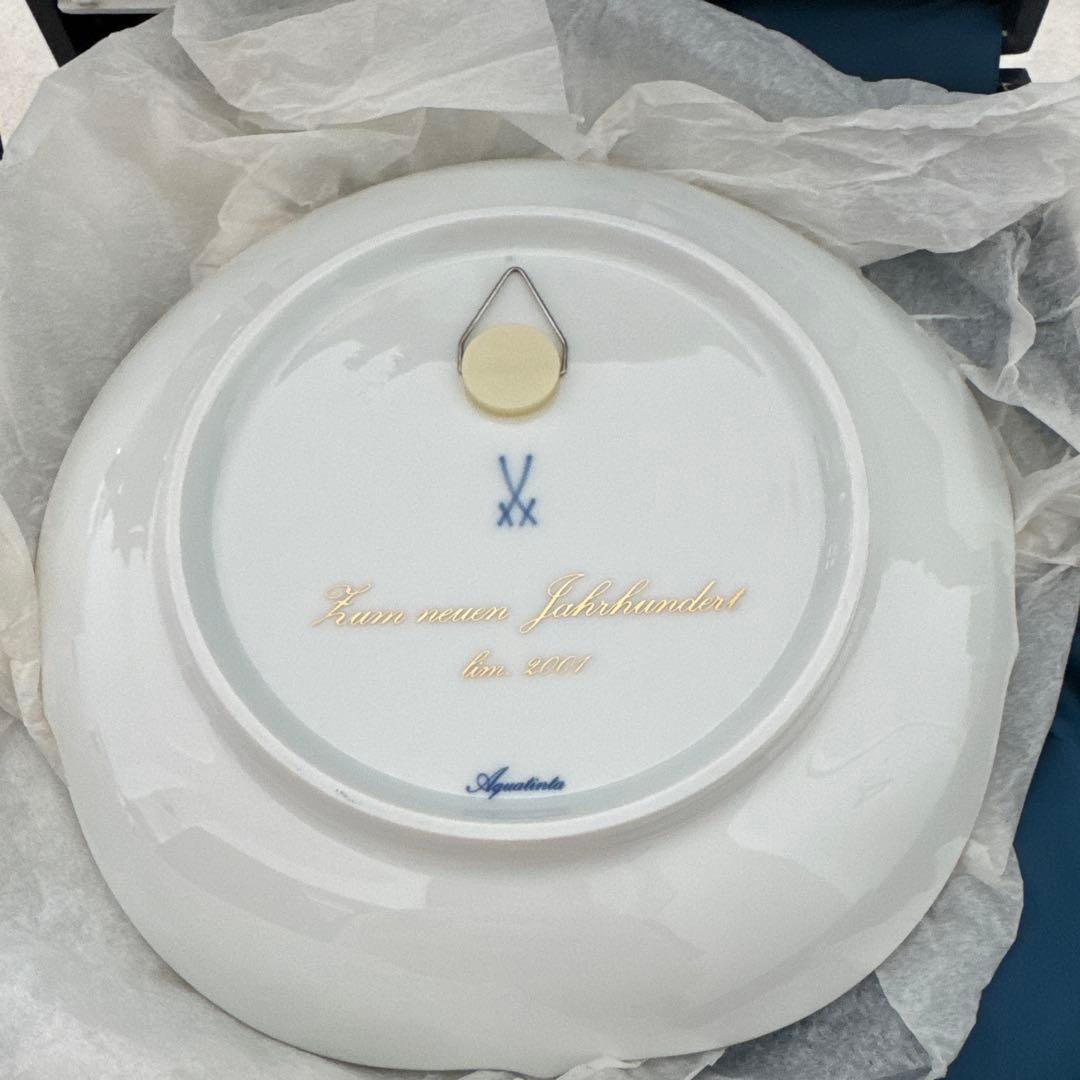 Zum neuen Jahrhundert
lim. 2001
Aquatinta